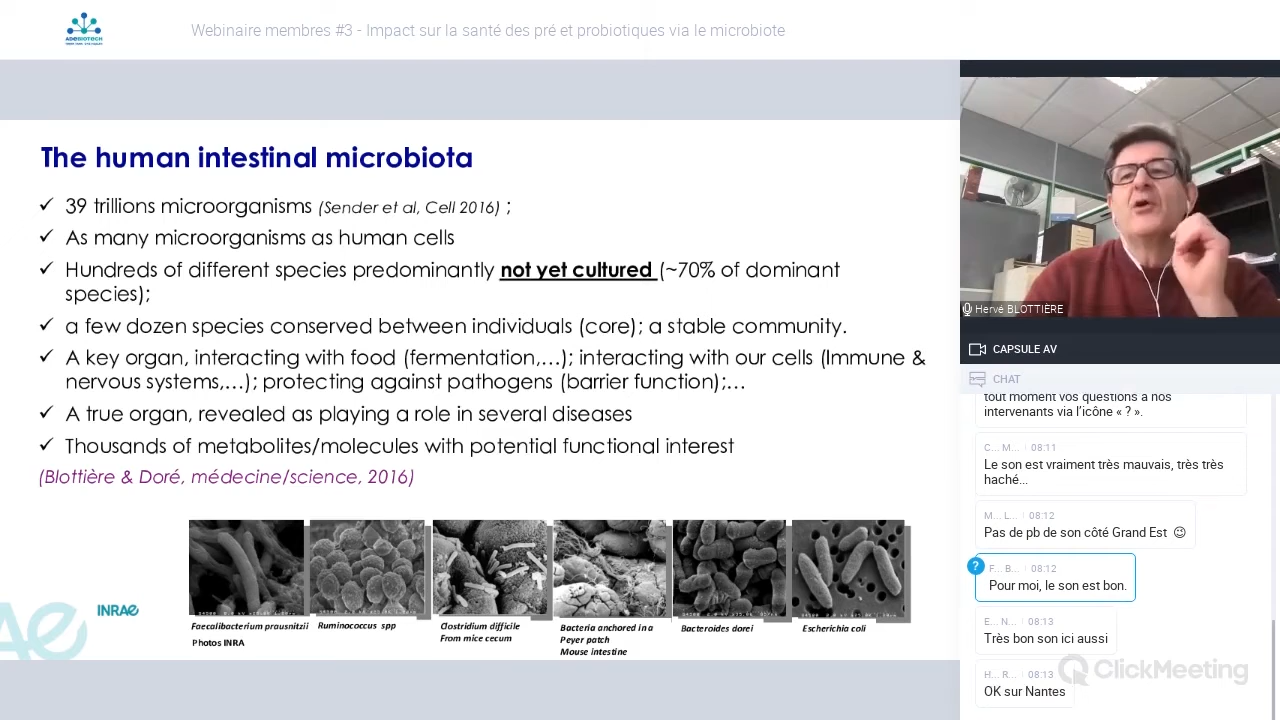 ADEBIOTECH
Webinaire membres #3 - Impact sur la santé des pré et probiotiques via le microbiote
The human intestinal microbiota
✓ 39 trillions microorganisms (Sender et al, Cell 2016) ;
✓ As many microorganisms as human cells
✓ Hundreds of different species predominantly not yet cultured (~70% of dominant
species);
✓ a few dozen species conserved between individuals (core); a stable community.
✓ A key organ, interacting with food (fermentation,...); interacting with our cells (Immune &
nervous systems,...); protecting against pathogens (barrier function);...
✓ A true organ, revealed as playing a role in several diseases
✓ Thousands of metabolites/molecules with potential functional interest
(Blottière & Doré, médecine/science, 2016)
INRAE
Faecalibacterium prausnitzii
Photos INRA
Ruminococcus spp
Clostridium difficile
From mice cecum
Bacteria anchored in a
Peyer patch
Mouse intestine
Bacteroides dorei
Escherichia coli
Hervé BLOTTIÈRE
CAPSULE AV
CHAT
tout moment vos questions à nos
intervenants via l'icône « ? ».
C... M... 08:11
Le son est vraiment très mauvais, très très
haché...
M... L... 08:12
Pas de pb de son côté Grand Est 😉
?
F... B... 08:12
Pour moi, le son est bon.
E... N... 08:13
Très bon son ici aussi
H... R... 08:13
OK sur Nantes
ClickMeeting